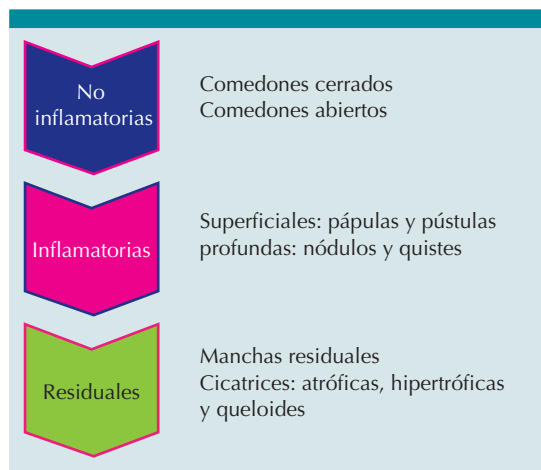 No
inflamatorias
Comedones cerrados
Comedones abiertos
Inflamatorias
Superficiales: pápulas y pústulas
profundas: nódulos y quistes
Residuales
Manchas residuales
Cicatrices: atróficas, hipertróficas
y queloides